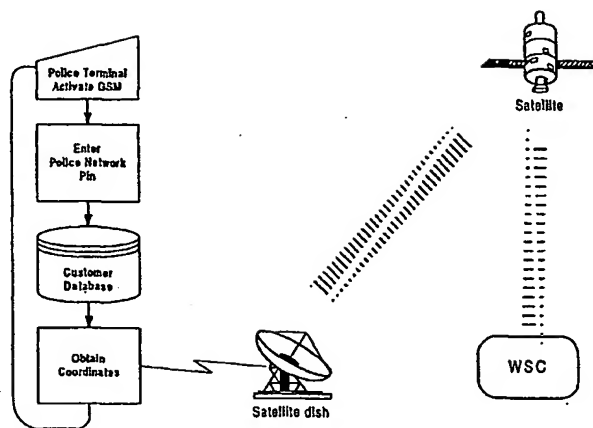 Police Terminal
Activate GSM
Enter
Police Network
Pin
Customer
Database
Obtain
Coordinates
Satellite dish
Satellite
WSC